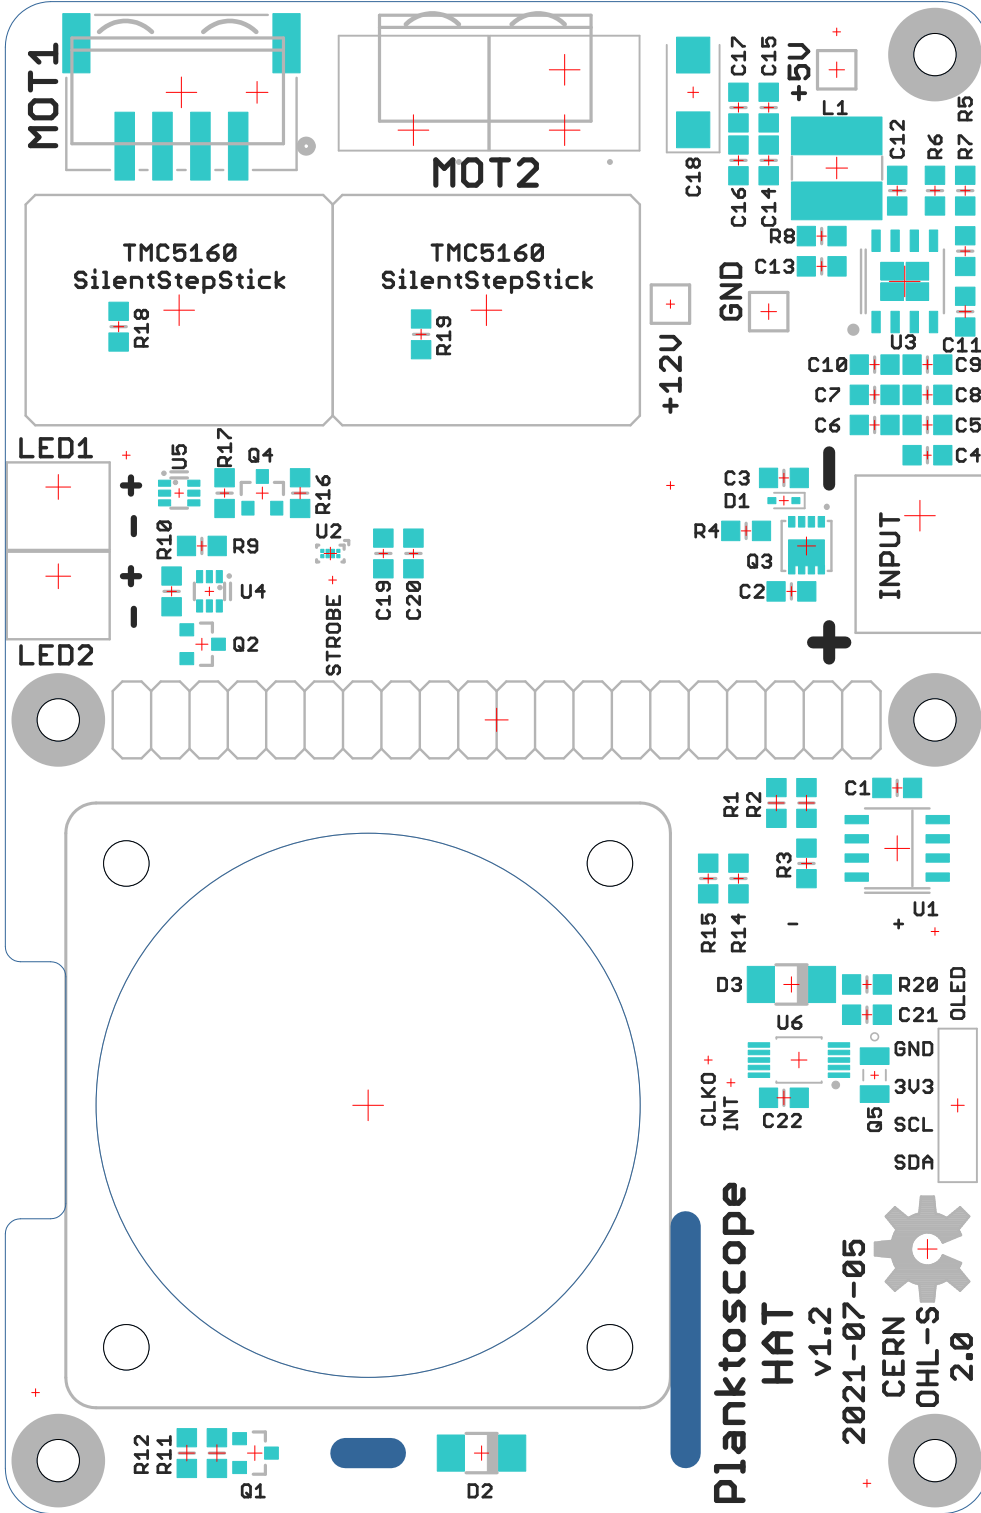 MOT1
MOT2
C17
C15
+5V
L1
C12
R6
R7
R5
C18
C16
C14
R8
C13
TMC5160
SilentStepStick
R18
TMC5160
SilentStepStick
R19
GND
+12V
U3
C11
C10
C9
C7
C8
C6
C5
C4
LED1
U5
R17
Q4
R16
+
-
R10
R9
U2
C3
D1
R4
Q3
C2
INPUT
-
+
+
-
U4
Q2
LED2
STROBE
C19
C20
R1
R2
C1
R3
U1
R15
R14
-
+
D3
R20
C21
OLED
U6
GND
3V3
SCL
SDA
CLKO
INT
C22
Q5
Planktoscope
HAT
v1.2
2021-07-05
CERN
OHL-S
2.0
R12
R11
Q1
D2